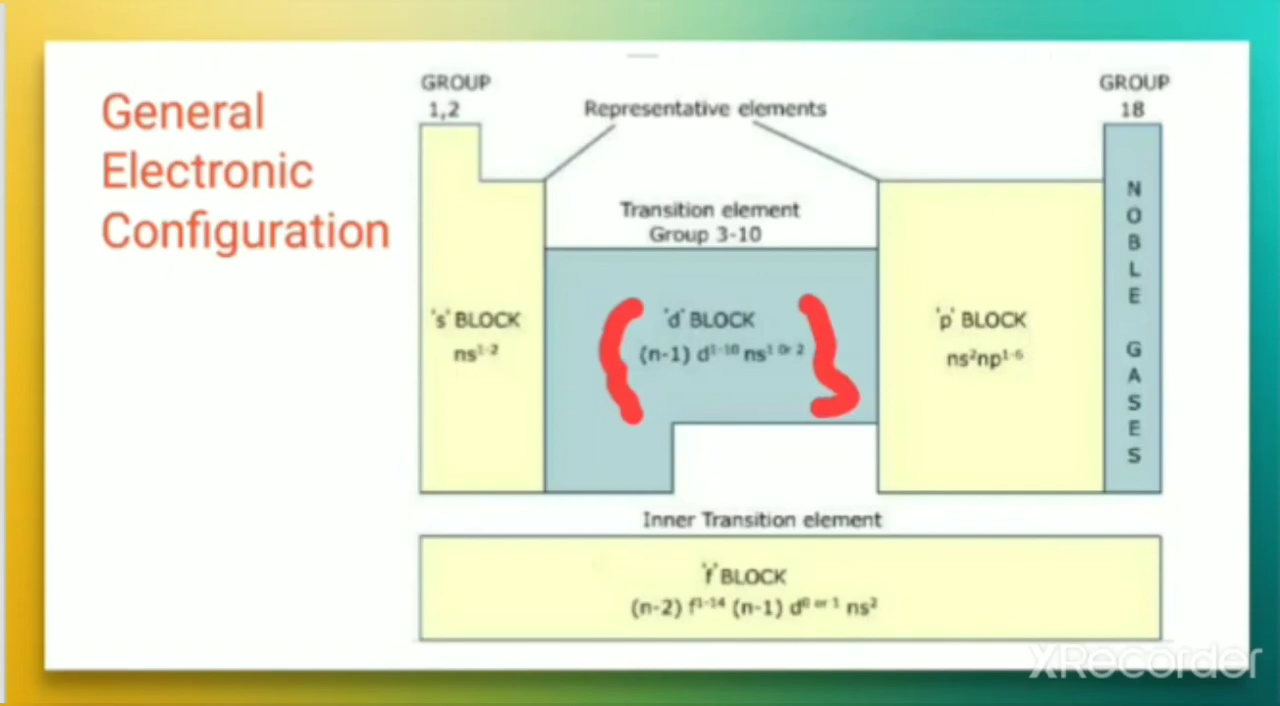 General
Electronic
Configuration
GROUP
1,2
Representative elements
GROUP
18
Transition element
Group 3-10
's' BLOCK
ns¹⁻²
'd' BLOCK
(n-1) d¹⁻¹⁰ ns¹ ᴼʳ ²
'p' BLOCK
ns²np¹⁻⁶
NOBLE GASES
Inner Transition element
'f' BLOCK
(n-2) f¹⁻¹⁴ (n-1) d⁰ ᵒʳ ¹ ns²
XRecorder